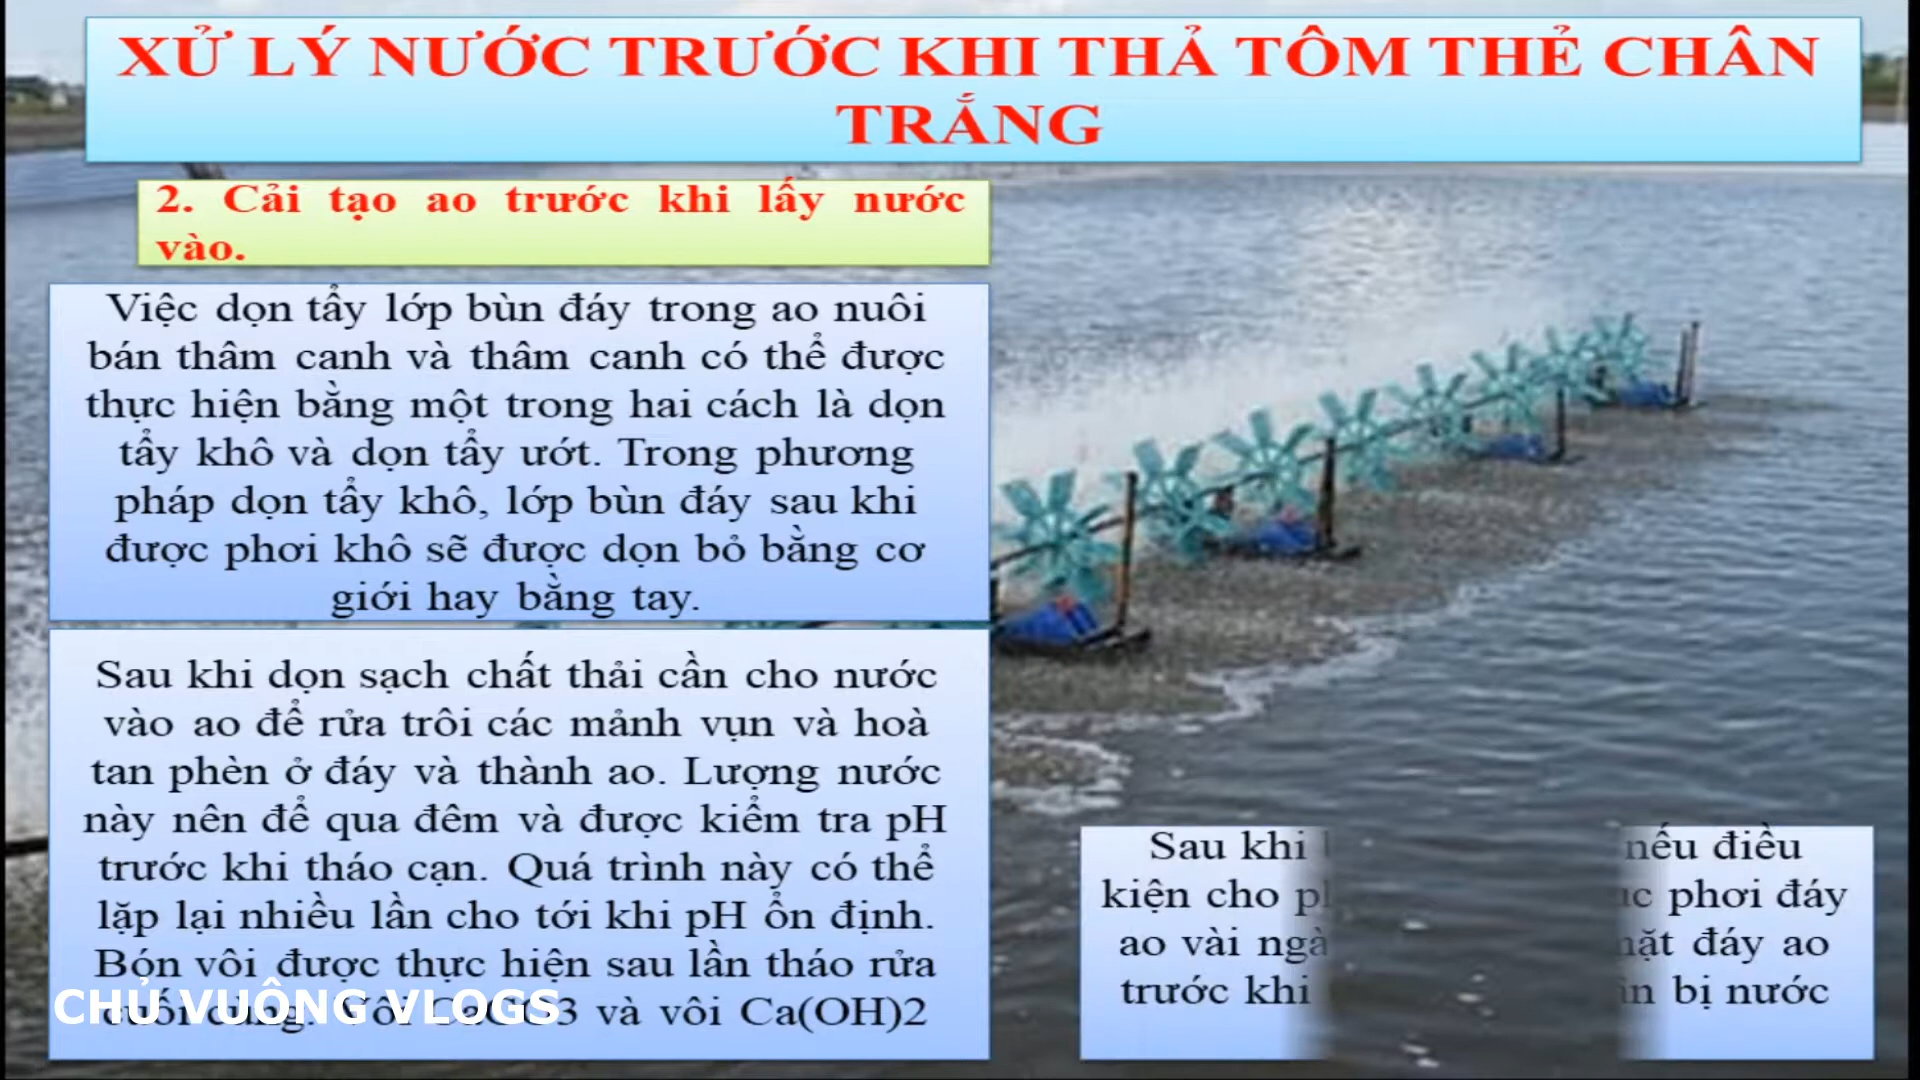 XỬ LÝ NƯỚC TRƯỚC KHI THẢ TÔM THẺ CHÂN
TRẮNG
2. Cải tạo ao trước khi lấy nước
vào.
Việc dọn tẩy lớp bùn đáy trong ao nuôi
bán thâm canh và thâm canh có thể được
thực hiện bằng một trong hai cách là dọn
tẩy khô và dọn tẩy ướt. Trong phương
pháp dọn tẩy khô, lớp bùn đáy sau khi
được phơi khô sẽ được dọn bỏ bằng cơ
giới hay bằng tay.
Sau khi dọn sạch chất thải cần cho nước
vào ao để rửa trôi các mảnh vụn và hoà
tan phèn ở đáy và thành ao. Lượng nước
này nên để qua đêm và được kiểm tra pH
trước khi tháo cạn. Quá trình này có thể
lặp lại nhiều lần cho tới khi pH ổn định.
Bón vôi được thực hiện sau lần tháo rửa
cuối cùng. Vôi CaCO3 và vôi Ca(OH)2
CHỦ VUÔNG VLOGS
Sau khi nếu điều
kiện cho phơi đáy
ao vài đáy ao
trước khi bị nước